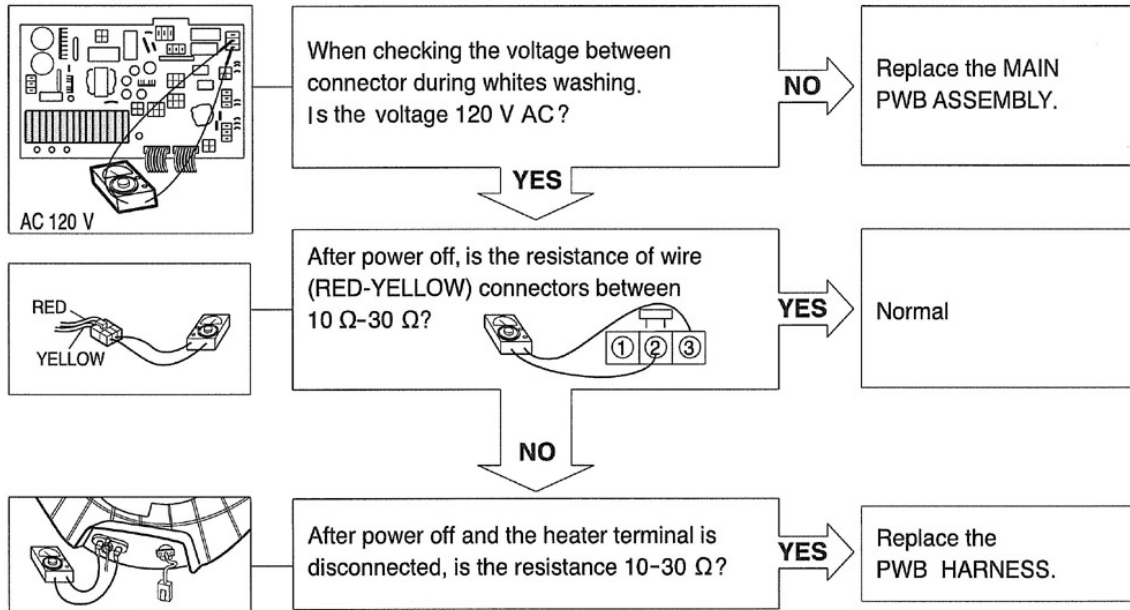 AC 120 V
When checking the voltage between
connector during whites washing.
Is the voltage 120 V AC?
NO
Replace the MAIN
PWB ASSEMBLY.
YES
RED
YELLOW
After power off, is the resistance of wire
(RED-YELLOW) connectors between
10 Ω-30 Ω?
① ② ③
YES
Normal
NO
After power off and the heater terminal is
disconnected, is the resistance 10-30 Ω?
YES
Replace the
PWB HARNESS.